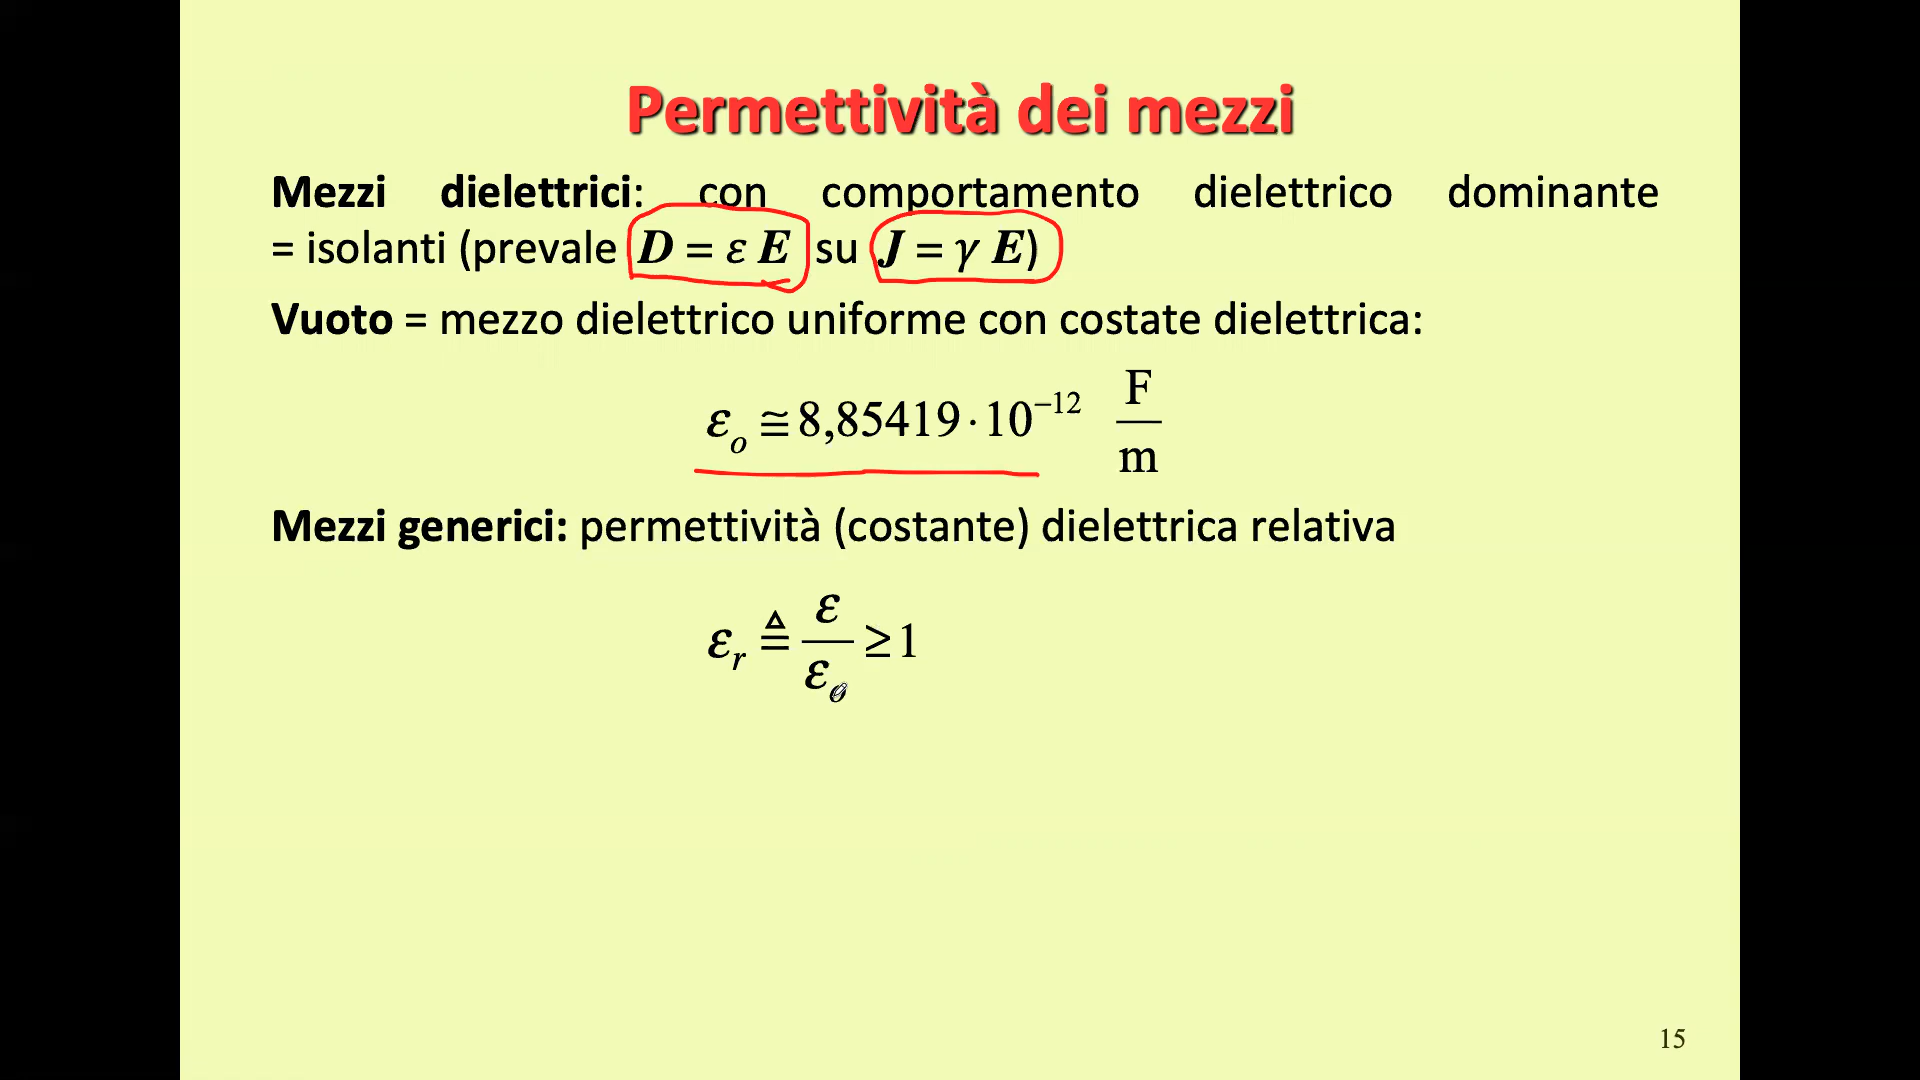 Permettività dei mezzi
Mezzi dielettrici: con comportamento dielettrico dominante
= isolanti (prevale D = ε E su J = γ E)
Vuoto = mezzo dielettrico uniforme con costate dielettrica:
εo ≅ 8,85419·10⁻¹² F/m
Mezzi generici: permettività (costante) dielettrica relativa
εr ≜ ε/εo ≥ 1
15